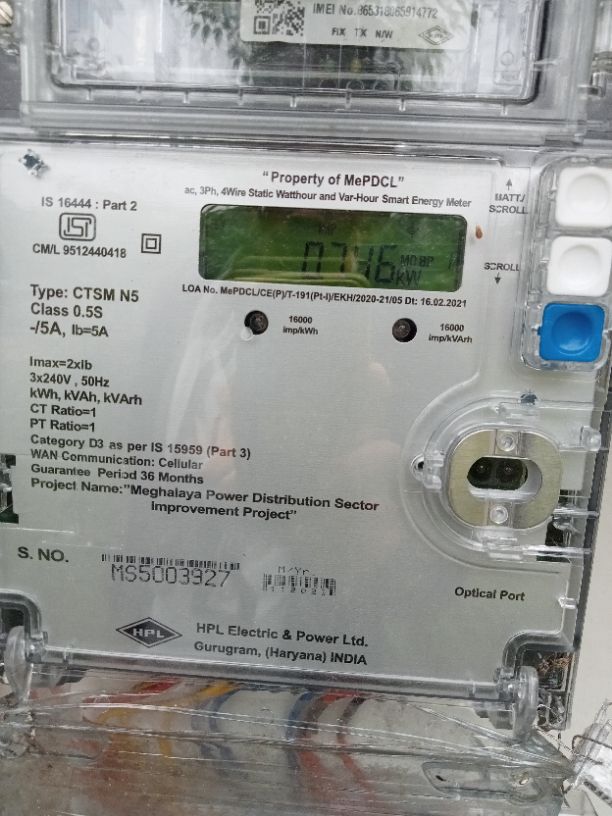 IMEI No.865318065914772
FIX TX N/W
"Property of MePDCL"
ac, 3Ph, 4Wire Static Watthour and Var-Hour Smart Energy Meter
IS 16444 : Part 2
ISI
CM/L 9512440418
BATT./
SCROLL
MD BP
kW
SCROLL
LOA No. MePDCL/CE(P)/T-191(Pt-I)/EKH/2020-21/05 Dt: 16.02.2021
Type: CTSM N5
Class 0.5S
-/5A, Ib=5A
16000
imp/kWh
16000
imp/kVArh
Imax=2xIb
3x240V , 50Hz
kWh, kVAh, kVArh
CT Ratio=1
PT Ratio=1
Category D3 as per IS 15959 (Part 3)
WAN Communication: Cellular
Guarantee Period 36 Months
Project Name:"Meghalaya Power Distribution Sector
Improvement Project"
S. NO.
MS5003927
M/Yr
Optical Port
HPL
HPL Electric & Power Ltd.
Gurugram, (Haryana) INDIA